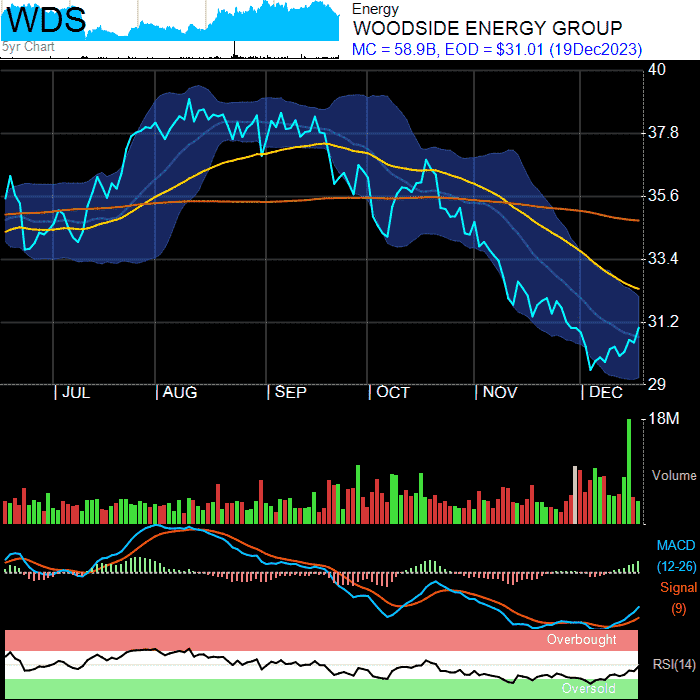 WDS
5yr Chart
Energy
WOODSIDE ENERGY GROUP
MC = 58.9B, EOD = $31.01 (19Dec2023)
40
37.8
35.6
33.4
31.2
29
JUL AUG SEP OCT NOV DEC
18M
Volume
MACD
(12-26)
Signal
(9)
Overbought
RSI(14)
Oversold